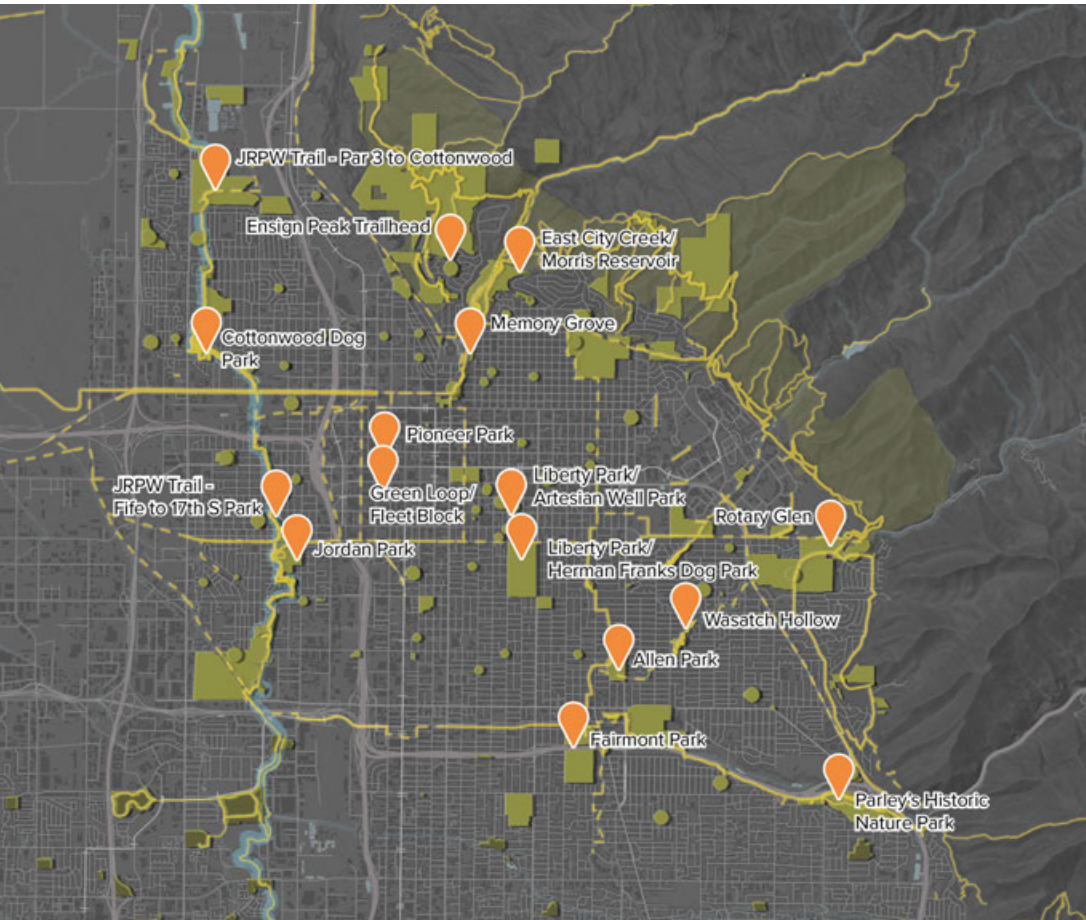 JRPW Trail - Par 3 to Cottonwood
Ensign Peak Trailhead
East City Creek/
Morris Reservoir
Memory Grove
Cottonwood Dog
Park
Pioneer Park
Green Loop/
Fleet Block
Liberty Park/
Artesian Well Park
JRPW Trail -
Fife to 17th S Park
Rotary Glen
Jordan Park
Liberty Park/
Herman Franks Dog Park
Wasatch Hollow
Allen Park
Fairmont Park
Parley's Historic
Nature Park